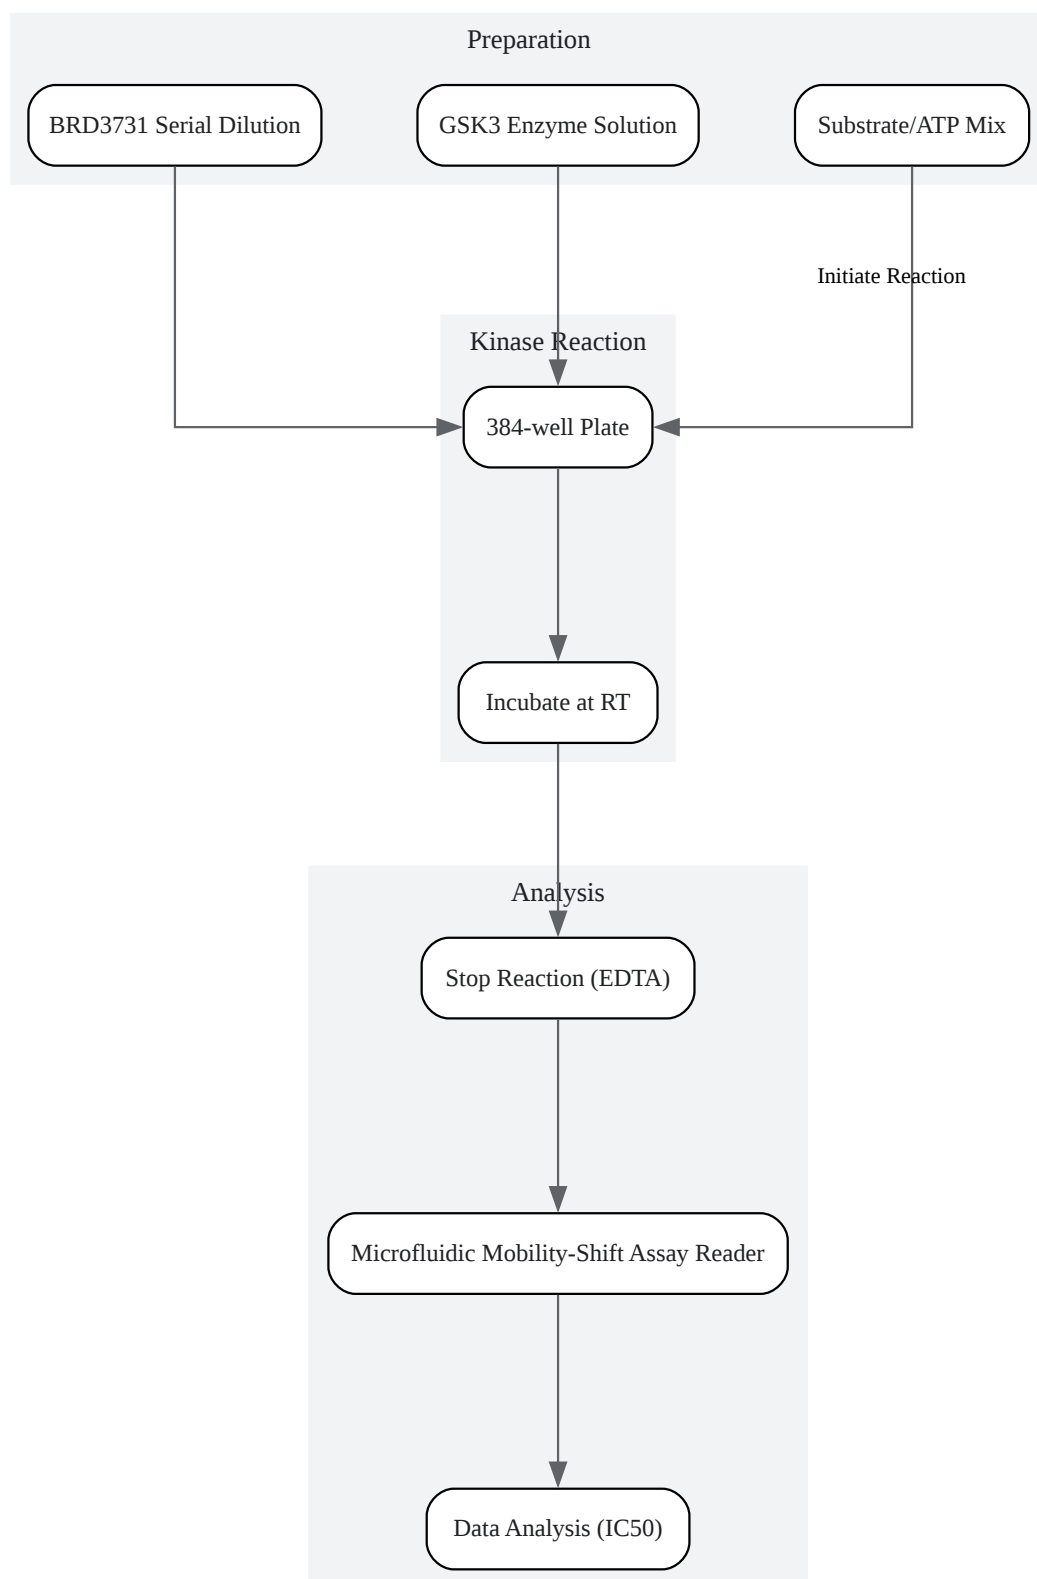 Preparation
BRD3731 Serial Dilution
GSK3 Enzyme Solution
Substrate/ATP Mix
Initiate Reaction
Kinase Reaction
384-well Plate
Incubate at RT
Analysis
Stop Reaction (EDTA)
Microfluidic Mobility-Shift Assay Reader
Data Analysis (IC50)